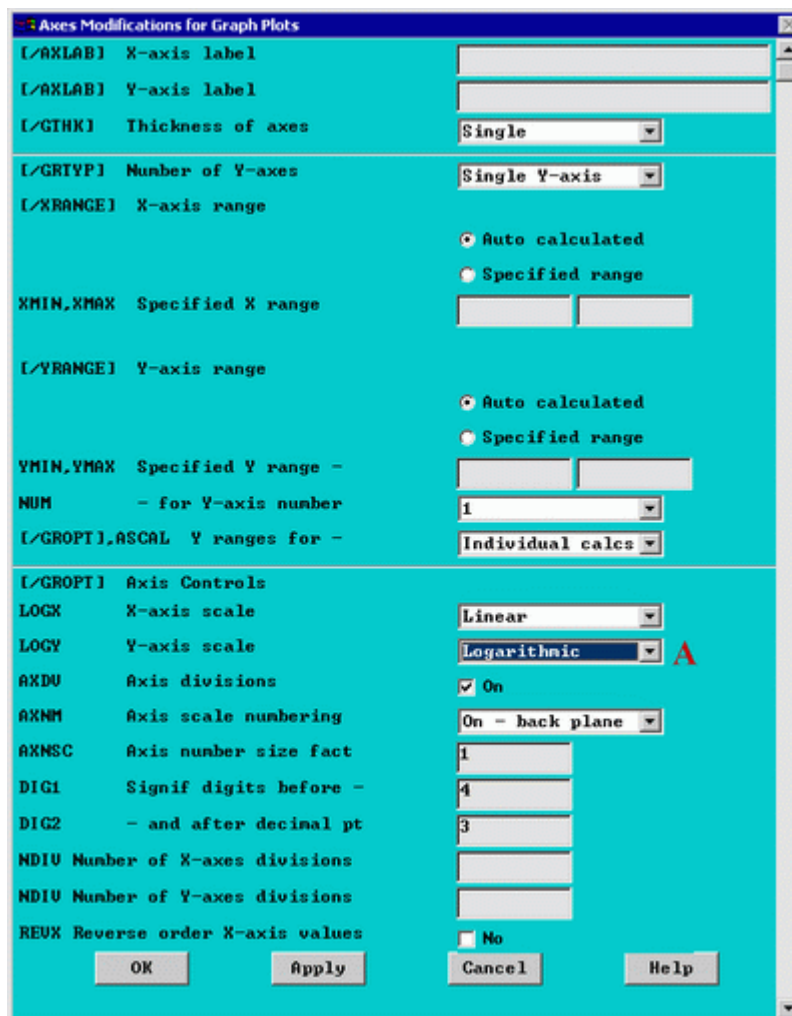 Axes Modifications for Graph Plots
[/AXLAB] X-axis label
[/AXLAB] Y-axis label
[/GTHK] Thickness of axes Single
[/GRTYP] Number of Y-axes Single Y-axis
[/XRANGE] X-axis range
Auto calculated
Specified range
XMIN,XMAX Specified X range
[/YRANGE] Y-axis range
Auto calculated
Specified range
YMIN,YMAX Specified Y range -
NUM - for Y-axis number 1
[/GROPT],ASCAL Y ranges for - Individual calcs
[/GROPT] Axis Controls
LOGX X-axis scale Linear
LOGY Y-axis scale Logarithmic A
AXDV Axis divisions On
AXNM Axis scale numbering On - back plane
AXNSC Axis number size fact 1
DIG1 Signif digits before - 4
DIG2 - and after decimal pt 3
NDIV Number of X-axes divisions
NDIV Number of Y-axes divisions
REVX Reverse order X-axis values No
OK Apply Cancel Help